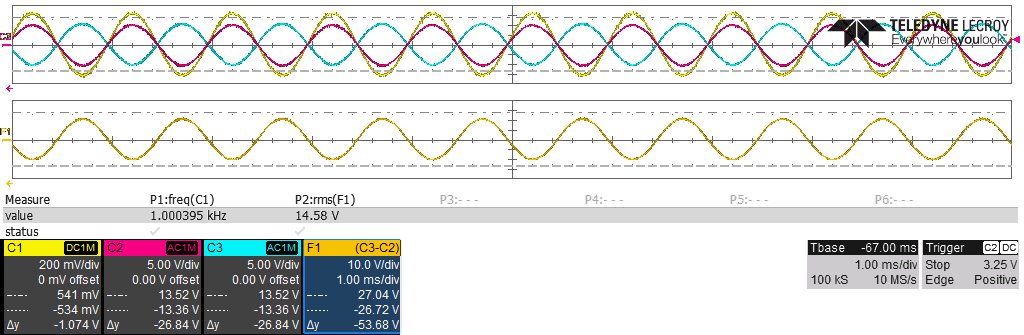 TELEDYNE LECROY
Everywhereyoulook
F1
Measure P1:freq(C1) P2:rms(F1) P3:- - - P4:- - - P5:- - - P6:- - -
value 1.000395 kHz 14.58 V
status
C1 DC1M C2 AC1M C3 AC1M F1 (C3-C2) Tbase -67.00 ms Trigger C2 DC
200 mV/div 5.00 V/div 5.00 V/div 10.0 V/div 1.00 ms/div Stop 3.25 V
0 mV offset 0.00 V offset 0.00 V offset 1.00 ms/div 100 kS 10 MS/s Edge Positive
541 mV 13.52 V 13.52 V 27.04 V
-534 mV -13.36 V -13.36 V -26.72 V
Δy -1.074 V Δy -26.84 V Δy -26.84 V Δy -53.68 V